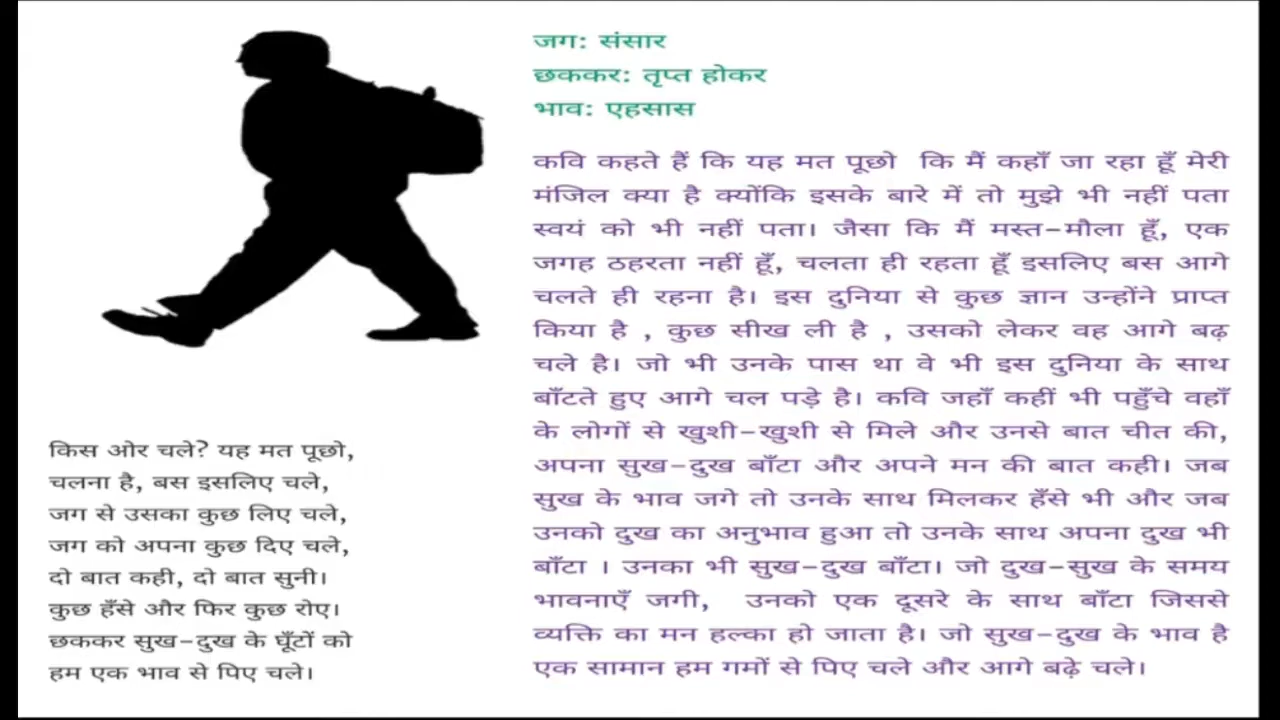 जग: संसार
छककर: तृप्त होकर
भाव: एहसास
कवि कहते हैं कि यह मत पूछो कि मैं कहाँ जा रहा हूँ मेरी
मंजिल क्या है क्योंकि इसके बारे में तो मुझे भी नहीं पता
स्वयं को भी नहीं पता। जैसा कि मैं मस्त-मौला हूँ, एक
जगह ठहरता नहीं हूँ, चलता ही रहता हूँ इसलिए बस आगे
चलते ही रहना है। इस दुनिया से कुछ ज्ञान उन्होंने प्राप्त
किया है , कुछ सीख ली है , उसको लेकर वह आगे बढ़
चले है। जो भी उनके पास था वे भी इस दुनिया के साथ
बाँटते हुए आगे चल पड़े है। कवि जहाँ कहीं भी पहुँचे वहाँ
के लोगों से खुशी-खुशी से मिले और उनसे बात चीत की,
अपना सुख-दुख बाँटा और अपने मन की बात कही। जब
सुख के भाव जगे तो उनके साथ मिलकर हँसे भी और जब
उनको दुख का अनुभाव हुआ तो उनके साथ अपना दुख भी
बाँटा । उनका भी सुख-दुख बाँटा। जो दुख-सुख के समय
भावनाएँ जगी, उनको एक दूसरे के साथ बाँटा जिससे
व्यक्ति का मन हल्का हो जाता है। जो सुख-दुख के भाव है
एक सामान हम गमों से पिए चले और आगे बढ़े चले।
किस ओर चले? यह मत पूछो,
चलना है, बस इसलिए चले,
जग से उसका कुछ लिए चले,
जग को अपना कुछ दिए चले,
दो बात कही, दो बात सुनी।
कुछ हँसे और फिर कुछ रोए।
छककर सुख-दुख के घूँटों को
हम एक भाव से पिए चले।